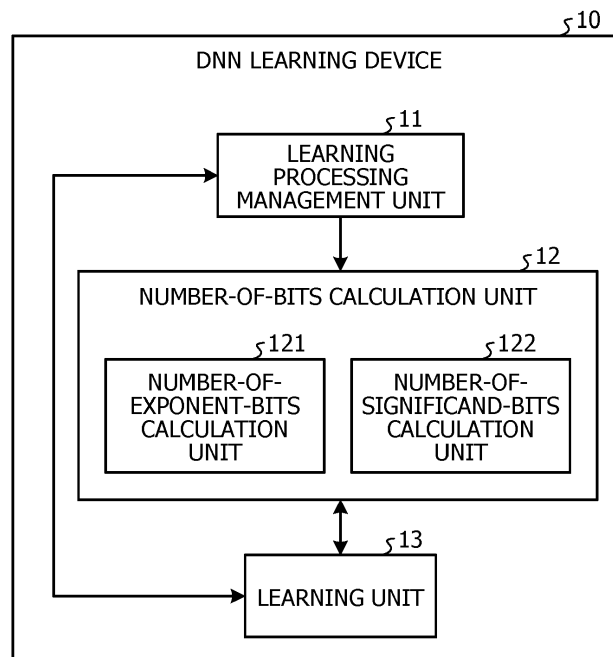 10
DNN LEARNING DEVICE
11
LEARNING
PROCESSING
MANAGEMENT UNIT
12
NUMBER-OF-BITS CALCULATION UNIT
121
NUMBER-OF-
EXPONENT-BITS
CALCULATION
UNIT
122
NUMBER-OF-
SIGNIFICAND-BITS
CALCULATION
UNIT
13
LEARNING UNIT